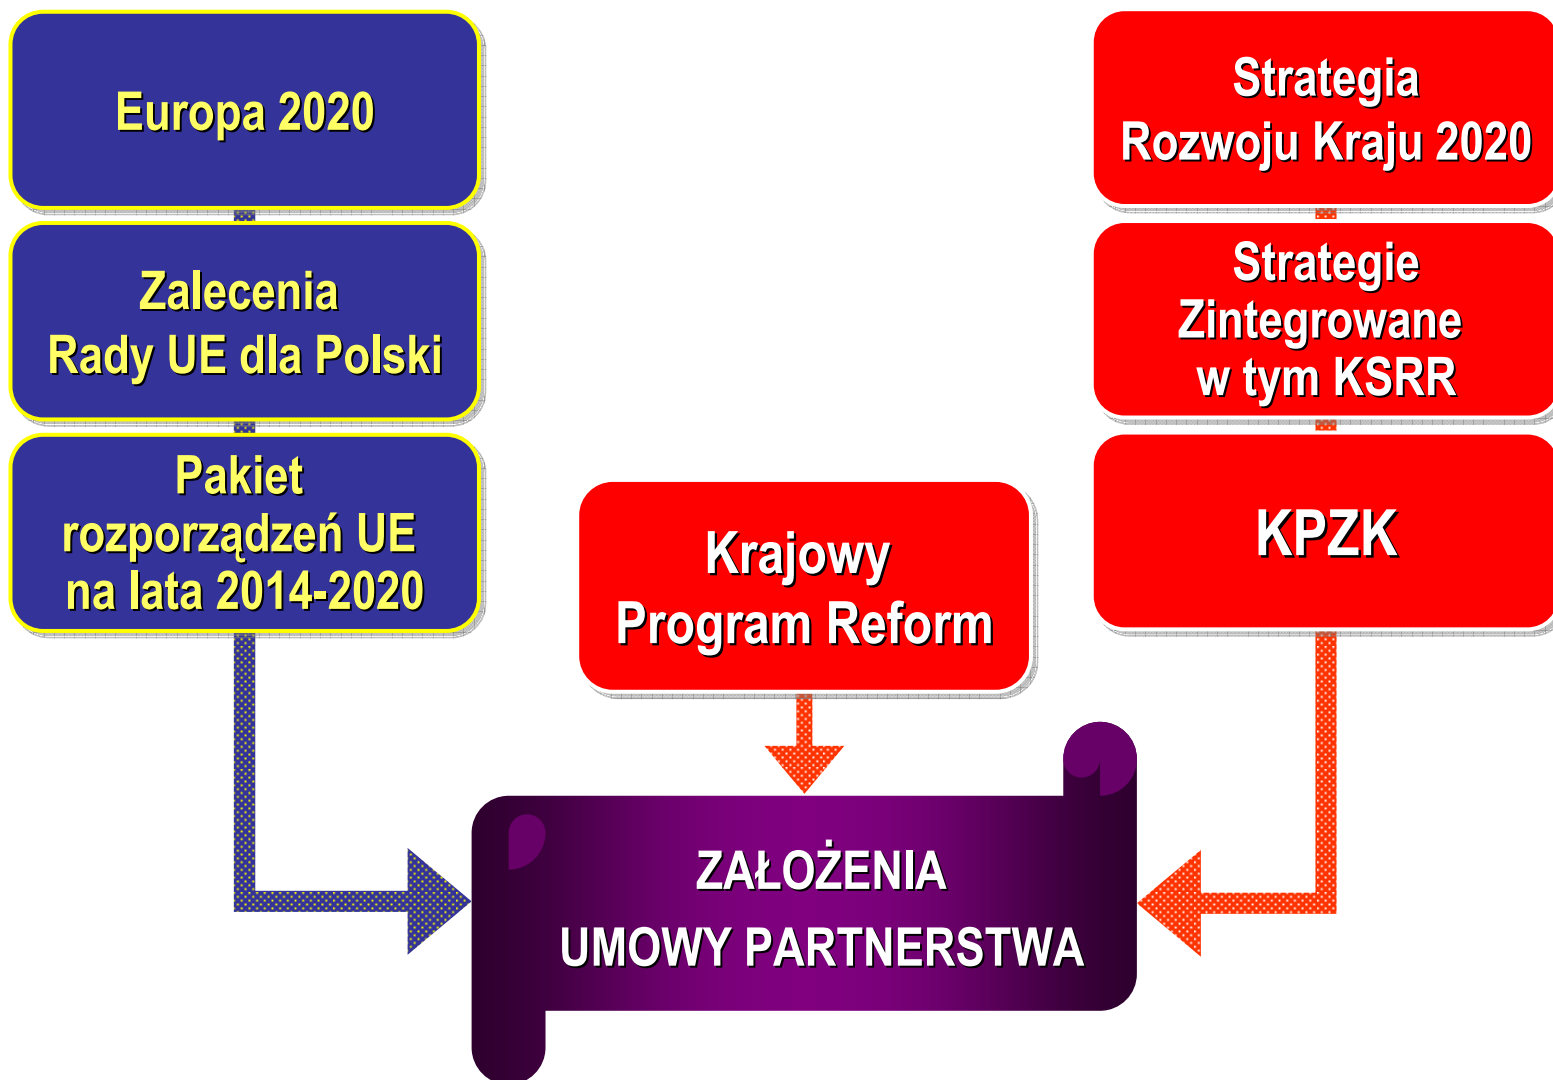 Europa 2020
Zalecenia
Rady UE dla Polski
Pakiet
rozporządzeń UE
na lata 2014-2020
Krajowy
Program Reform
Strategia
Rozwoju Kraju 2020
Strategie
Zintegrowane
w tym KSRR
KPZK
ZAŁOŻENIA
UMOWY PARTNERSTWA